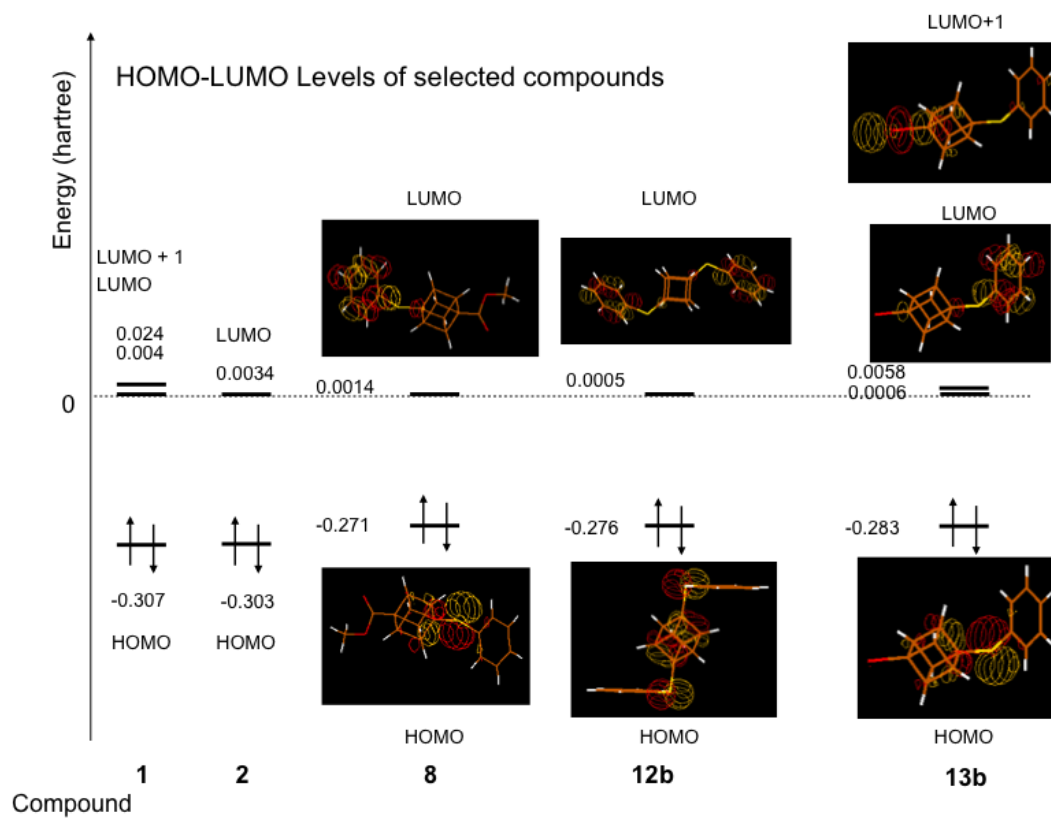 LUMO+1
HOMO-LUMO Levels of selected compounds
Energy (hartree)
LUMO
LUMO
LUMO
LUMO + 1
LUMO
0.024
0.004
LUMO
0.0034
0.0014
0.0005
0.0058
0.0006
0
-0.271
-0.276
-0.283
-0.307
-0.303
HOMO
HOMO
HOMO
HOMO
HOMO
1
2
8
12b
13b
Compound